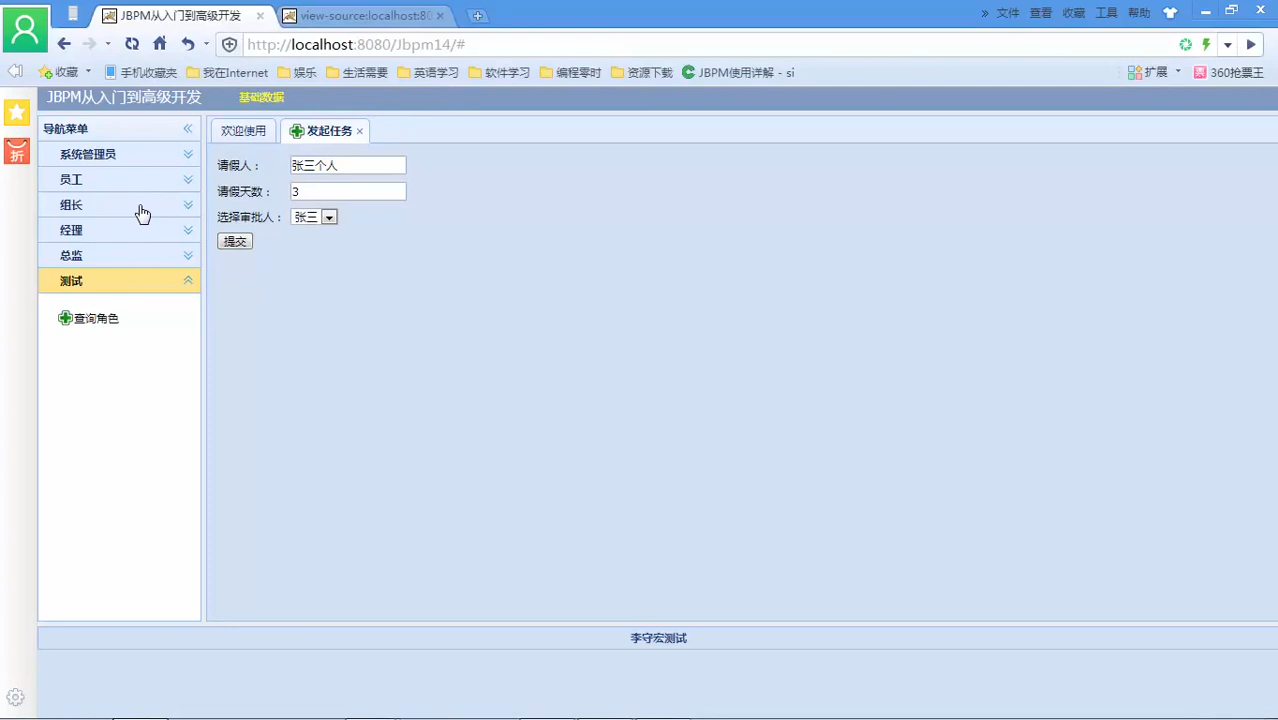 JBPM从入门到高级开发
view-source:localhost:80
文件 查看 收藏 工具 帮助
http://localhost:8080/Jbpm14/#
收藏 手机收藏夹 我在Internet 娱乐 生活需要 英语学习 软件学习 编程零时 资源下载 JBPM使用详解 - si 扩展 360抢票王
JBPM从入门到高级开发 基础数据
折
导航菜单
系统管理员
员工
组长
经理
总监
测试
查询角色
欢迎使用 发起任务
请假人： 张三个人
请假天数： 3
选择审批人： 张三
提交
李守宏测试